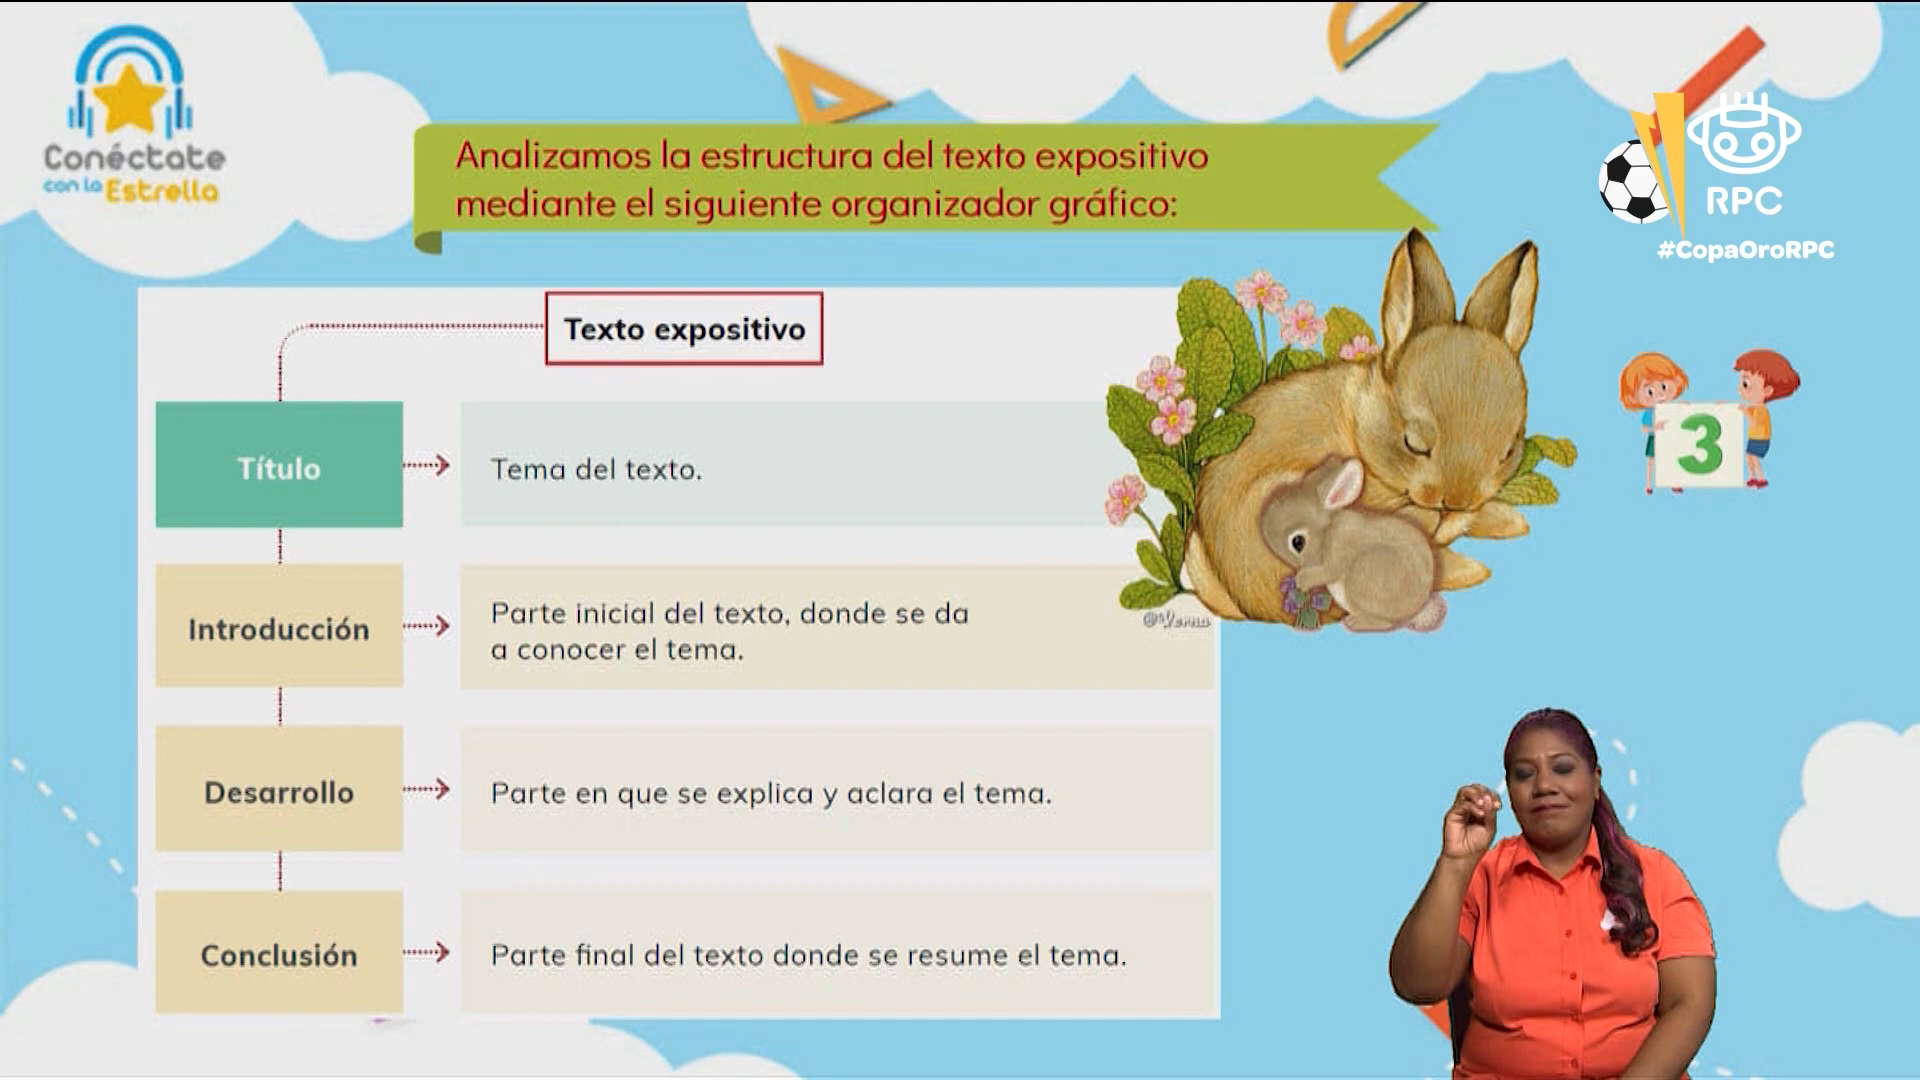 Conéctate
con la Estrella
Analizamos la estructura del texto expositivo
mediante el siguiente organizador gráfico:
RPC
#CopaOroRPC
Texto expositivo
Título
Tema del texto.
3
Introducción
Parte inicial del texto, donde se da
a conocer el tema.
Desarrollo
Parte en que se explica y aclara el tema.
Conclusión
Parte final del texto donde se resume el tema.